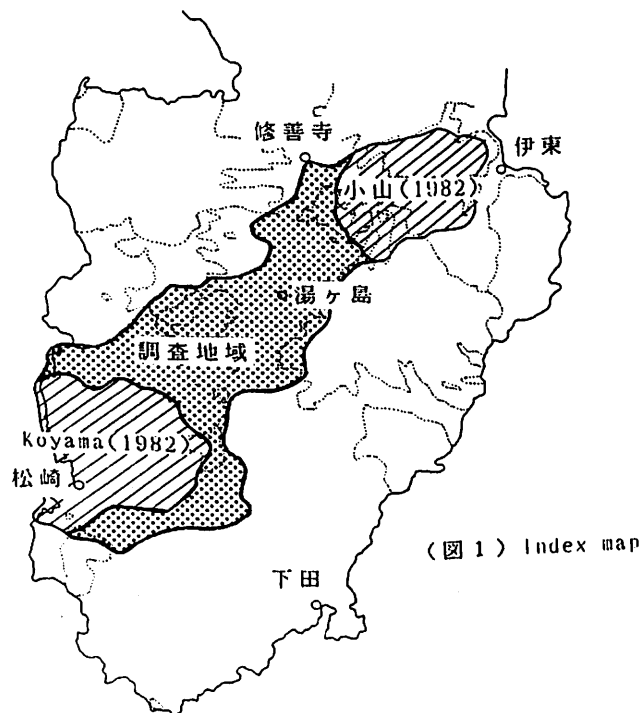 修善寺
伊東
小山(1982)
湯ヶ島
調査地域
Koyama(1982)
松崎
下田
(図1) Index map